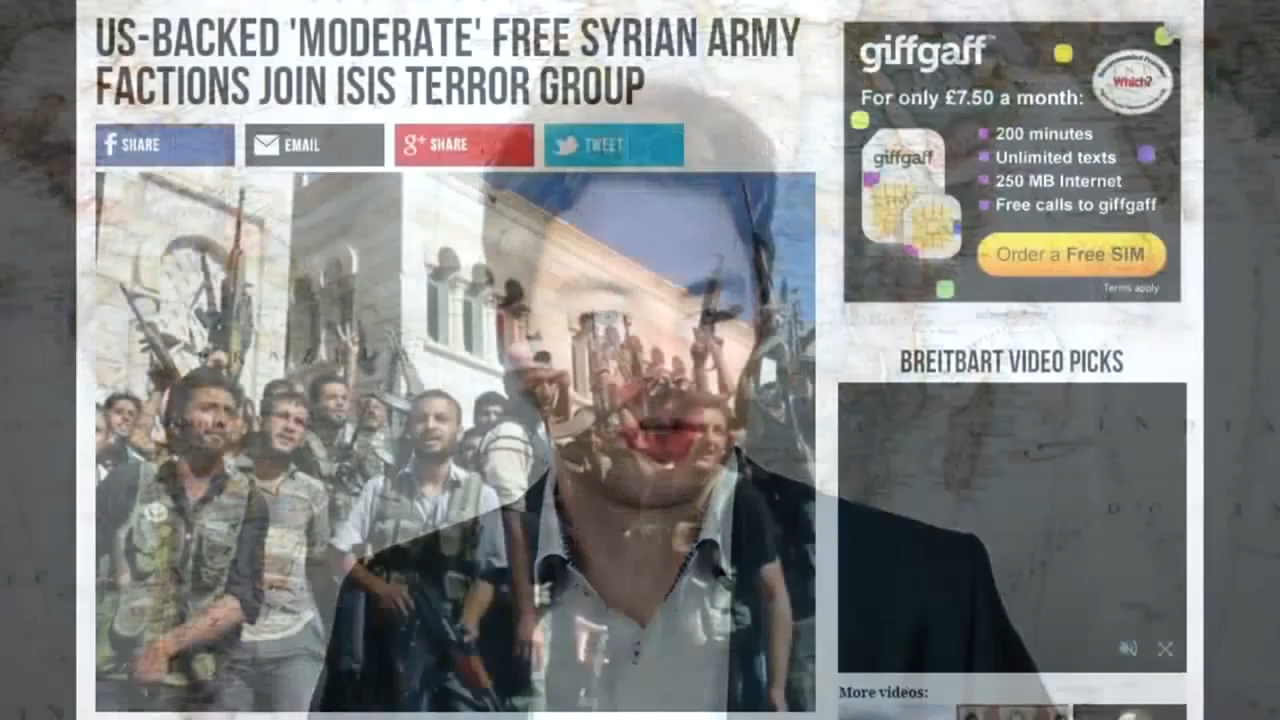 US-BACKED 'MODERATE' FREE SYRIAN ARMY
FACTIONS JOIN ISIS TERROR GROUP
f SHARE
EMAIL
g+ SHARE
TWEET
giffgaff
Which?
For only £7.50 a month:
giffgaff
200 minutes
Unlimited texts
250 MB Internet
Free calls to giffgaff
Order a Free SIM
Terms apply
BREITBART VIDEO PICKS
More videos: